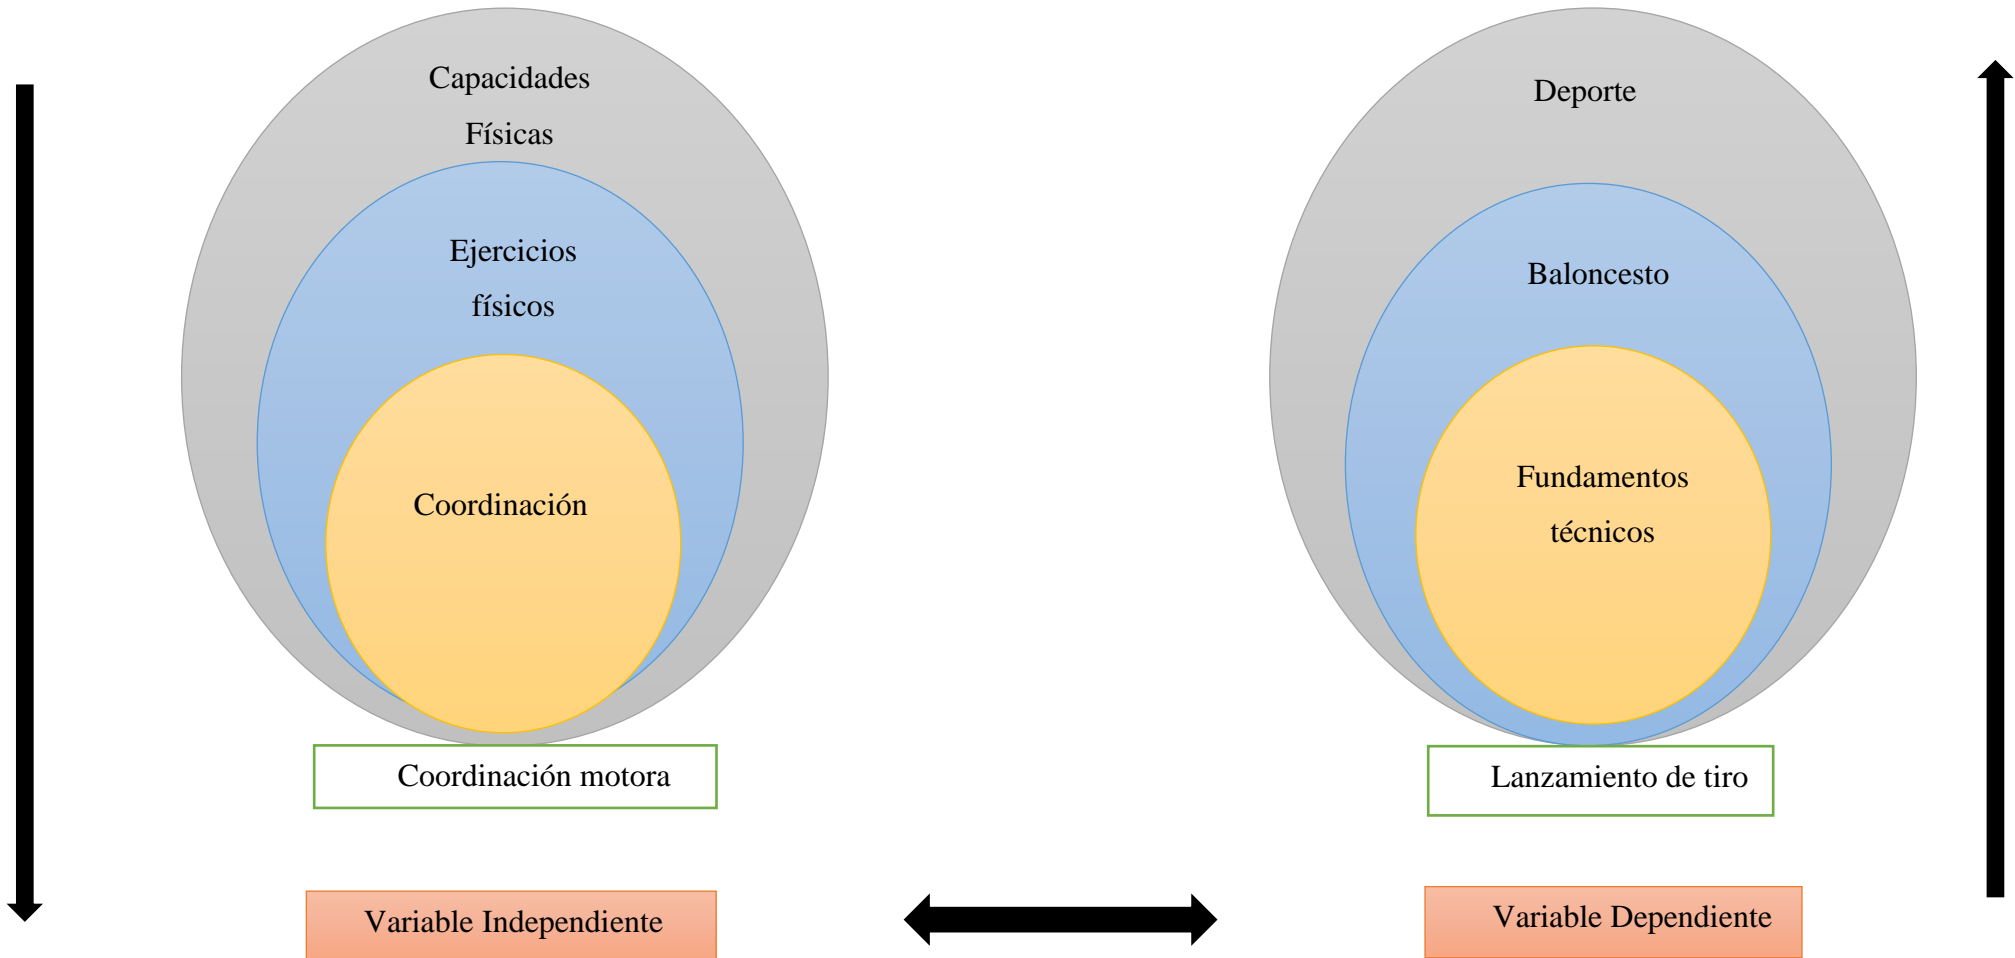 Capacidades
Físicas
Ejercicios
físicos
Coordinación
Coordinación motora
Variable Independiente
Deporte
Baloncesto
Fundamentos
técnicos
Lanzamiento de tiro
Variable Dependiente